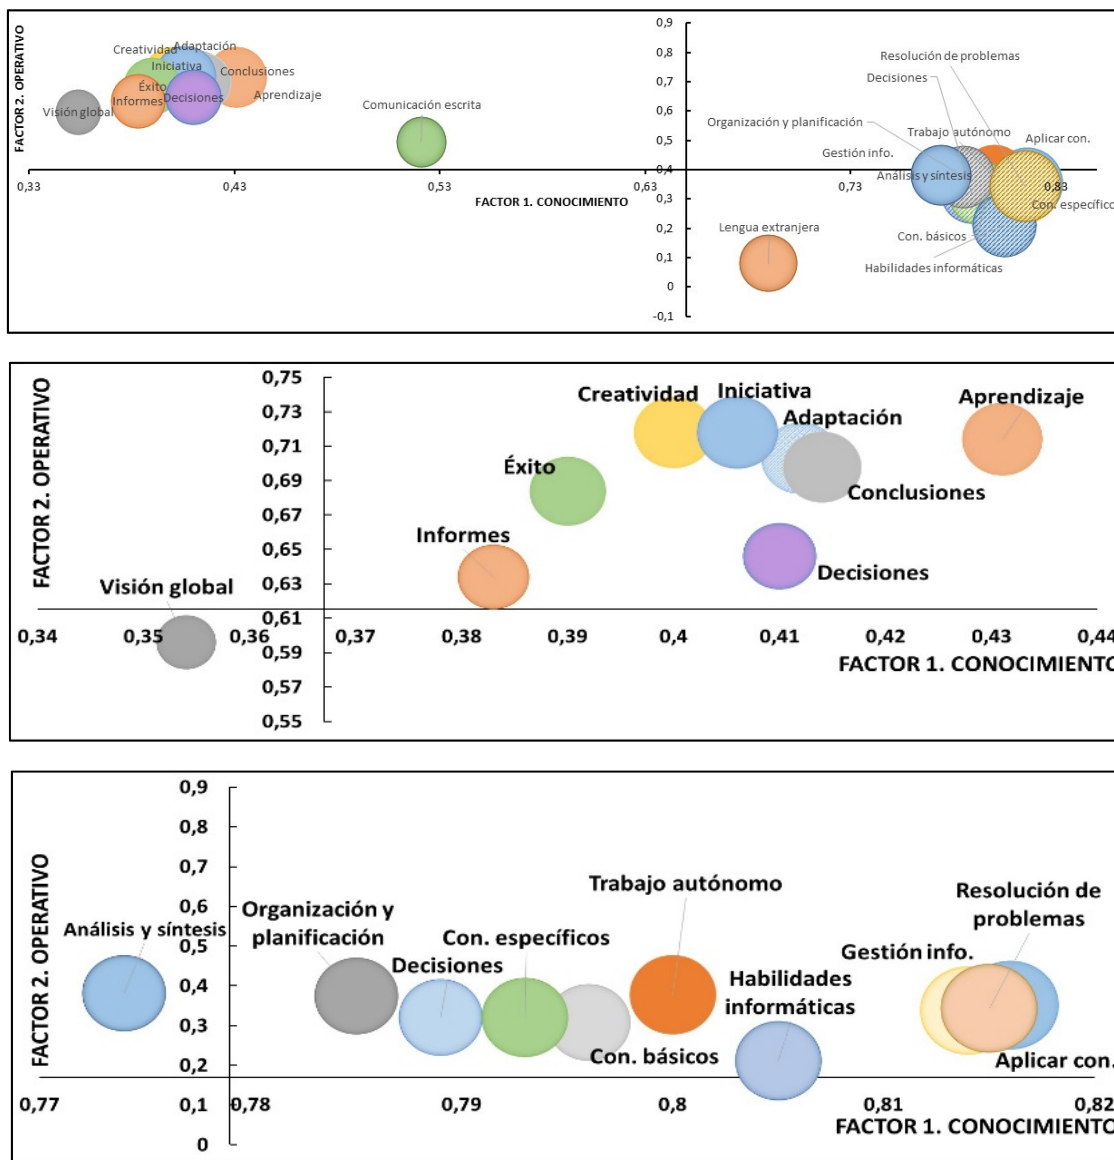 FACTOR 2. OPERATIVO
Creatividad
Adaptación
Iniciativa
Conclusiones
Éxito
Informes
Decisiones
Aprendizaje
Visión global
Comunicación escrita
0,33
0,43
0,53
0,63
0,73
0,83
FACTOR 1. CONOCIMIENTO
0,9
0,8
0,7
0,6
0,5
0,4
0,3
0,2
0,1
0
-0,1
Resolución de problemas
Decisiones
Organización y planificación
Trabajo autónomo
Aplicar con.
Gestión info.
Análisis y síntesis
Con. específico
Con. básicos
Habilidades informáticas
Lengua extranjera
FACTOR 2. OPERATIVO
0,75
0,73
0,71
0,69
0,67
0,65
0,63
0,61
0,59
0,57
0,55
Creatividad
Iniciativa
Adaptación
Aprendizaje
Éxito
Conclusiones
Informes
Decisiones
Visión global
0,34
0,35
0,36
0,37
0,38
0,39
0,4
0,41
0,42
0,43
0,44
FACTOR 1. CONOCIMIENTO
FACTOR 2. OPERATIVO
0,9
0,8
0,7
0,6
0,5
0,4
0,3
0,2
0,1
0
Análisis y síntesis
Organización y
planificación
Decisiones
Con. específicos
Trabajo autónomo
Con. básicos
Habilidades
informáticas
Gestión info.
Resolución de
problemas
Aplicar con.
0,77
0,78
0,79
0,8
0,81
0,82
FACTOR 1. CONOCIMIENTO